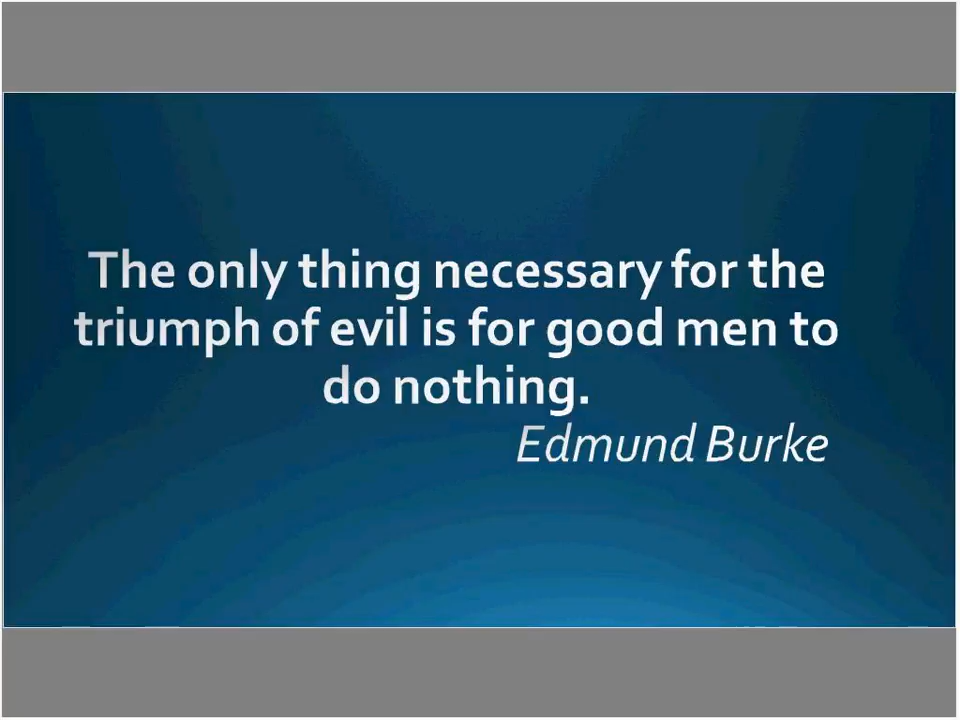 The only thing necessary for the
triumph of evil is for good men to
do nothing.
Edmund Burke